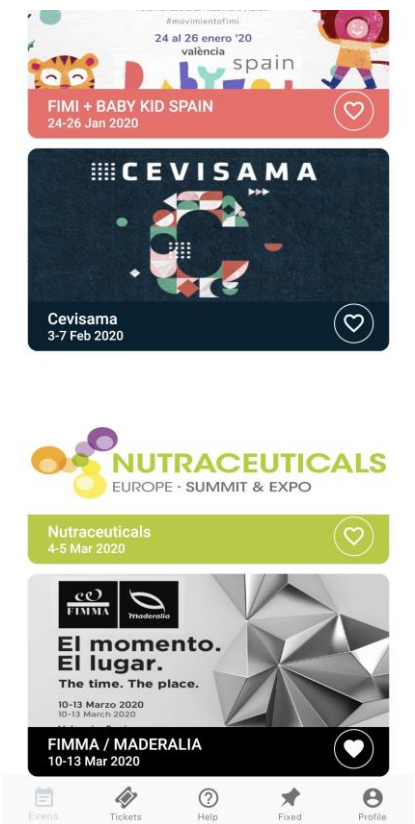 #movimientofimi
24 al 26 enero '20
valència
spain
FIMI + BABY KID SPAIN
24-26 Jan 2020
CEVISAMA
Cevisama
3-7 Feb 2020
NUTRACEUTICALS
EUROPE · SUMMIT & EXPO
Nutraceuticals
4-5 Mar 2020
FIMMA
maderalia
El momento.
El lugar.
The time. The place.
10-13 Marzo 2020
10-13 March 2020
FIMMA / MADERALIA
10-13 Mar 2020
Evens Tickets Help Fixed Profile